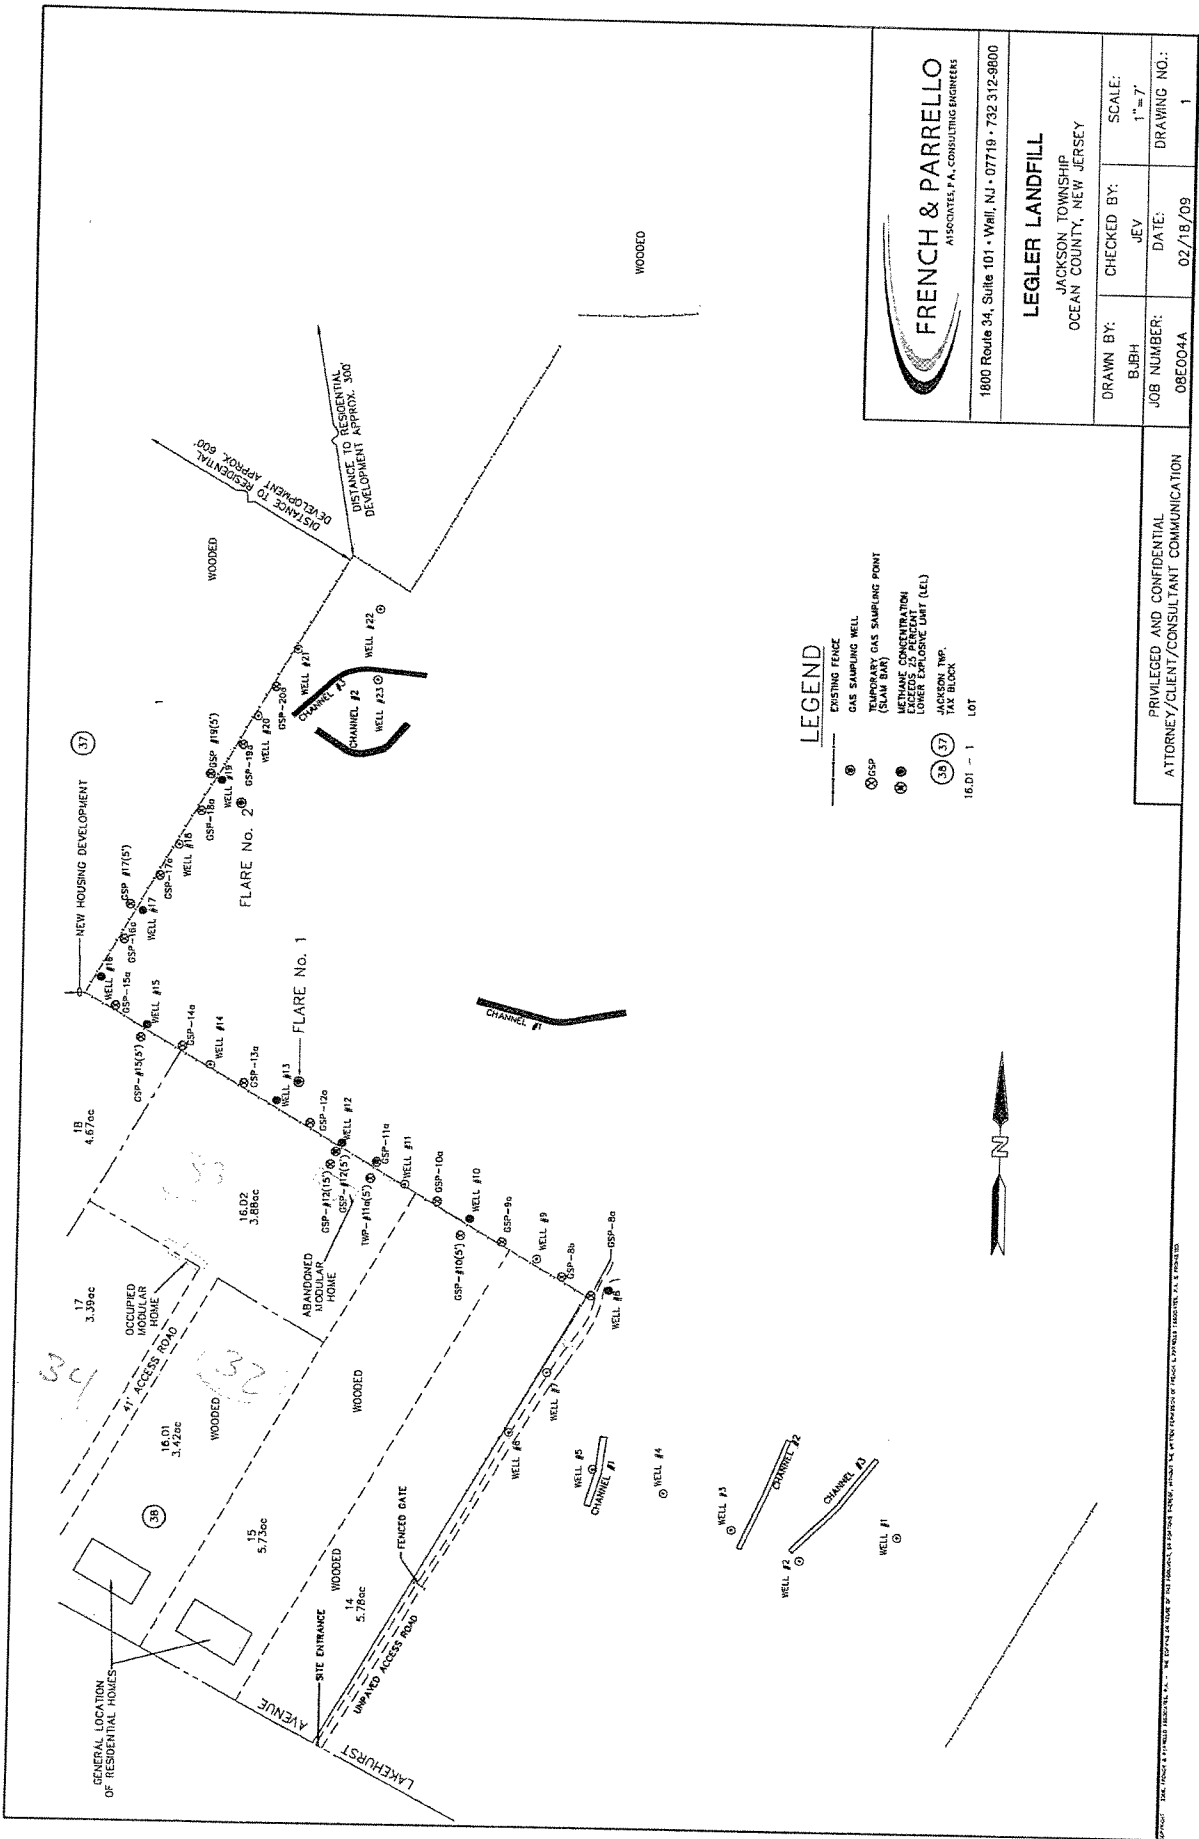 GENERAL LOCATION
OF RESIDENTIAL HOMES
LAKEHURST
AVENUE
SITE ENTRANCE
UNPAVED ACCESS ROAD
FENCED GATE
38
14
5.78ac
WOODED
15
5.73ac
WOODED
16.01
3.42ac
WOODED
41' ACCESS ROAD
34
32
33
17
3.39ac
OCCUPIED
MODULAR
HOME
ABANDONED
MODULAR
HOME
16.02
3.88ac
18
4.67ac
WELL #1
WELL #2
WELL #3
WELL #4
WELL #5
WELL #6
WELL #7
WELL #8
CHANNEL #1
CHANNEL #2
CHANNEL #3
GSP-8a
GSP-8b
WELL #9
GSP-9a
WELL #10
GSP-#10(5')
GSP-10a
WELL #11
GSP-11a
TWP-#11a(5')
WELL #12
GSP-#12(5')
GSP-#12(15')
GSP-12a
WELL #13
FLARE No. 1
GSP-13a
WELL #14
GSP-14a
GSP-#15(5')
WELL #15
GSP-15a
WELL #16
NEW HOUSING DEVELOPMENT
37
1
GSP-16a
WELL #17
GSP #17(5')
GSP-17a
WELL #18
GSP-18a
WELL #19
GSP #19(5')
GSP-19a
FLARE No. 2
WELL #20
GSP-20a
WELL #21
WELL #22
WELL #23
CHANNEL #3
CHANNEL #2
CHANNEL #1
WOODED
DISTANCE TO RESIDENTIAL
DEVELOPMENT APPROX. 600'
DISTANCE TO RESIDENTIAL
DEVELOPMENT APPROX. 300'
WOODED
N
LEGEND
EXISTING FENCE
GAS SAMPLING WELL
GSP TEMPORARY GAS SAMPLING POINT
(SLAM BAR)
METHANE CONCENTRATION
EXCEEDS 25 PERCENT
LOWER EXPLOSIVE LIMIT (LEL)
38 37 JACKSON TWP.
TAX BLOCK
16.01 - 1 LOT
FRENCH & PARRELLO
ASSOCIATES, P.A., CONSULTING ENGINEERS
1800 Route 34, Suite 101 • Wall, NJ • 07719 • 732 312-9800
LEGLER LANDFILL
JACKSON TOWNSHIP
OCEAN COUNTY, NEW JERSEY
DRAWN BY: CHECKED BY: SCALE:
BJBH JEV 1"=7'
JOB NUMBER: DATE: DRAWING NO.:
08E004A 02/18/09 1
PRIVILEGED AND CONFIDENTIAL
ATTORNEY/CLIENT/CONSULTANT COMMUNICATION